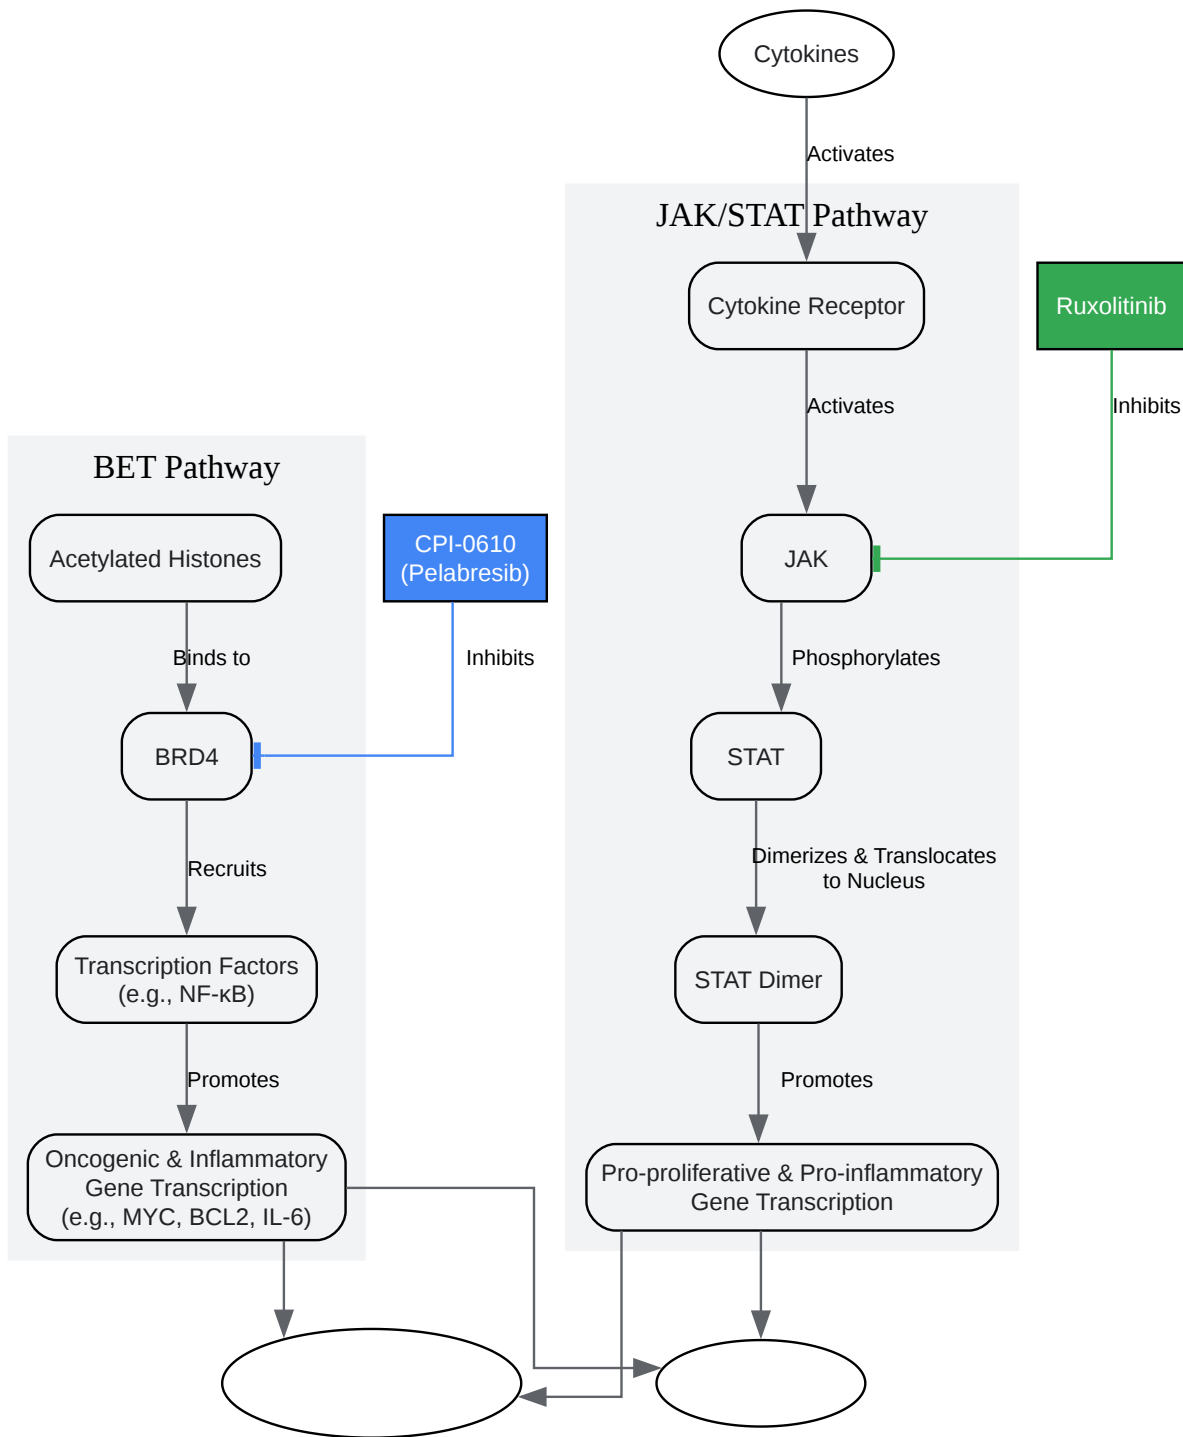 Cytokines
Activates
JAK/STAT Pathway
Cytokine Receptor
Ruxolitinib
Activates
Inhibits
BET Pathway
Acetylated Histones
CPI-0610
(Pelabresib)
JAK
Binds to
Inhibits
Phosphorylates
BRD4
STAT
Recruits
Dimerizes & Translocates
to Nucleus
Transcription Factors
(e.g., NF-κB)
STAT Dimer
Promotes
Promotes
Oncogenic & Inflammatory
Gene Transcription
(e.g., MYC, BCL2, IL-6)
Pro-proliferative & Pro-inflammatory
Gene Transcription